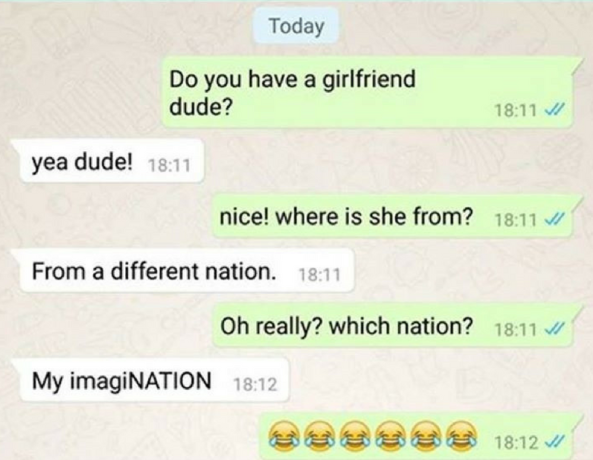 Today
Do you have a girlfriend
dude? 18:11
yea dude! 18:11
nice! where is she from? 18:11
From a different nation. 18:11
Oh really? which nation? 18:11
My imagiNATION 18:12
😂😂😂😂😂😂 18:12